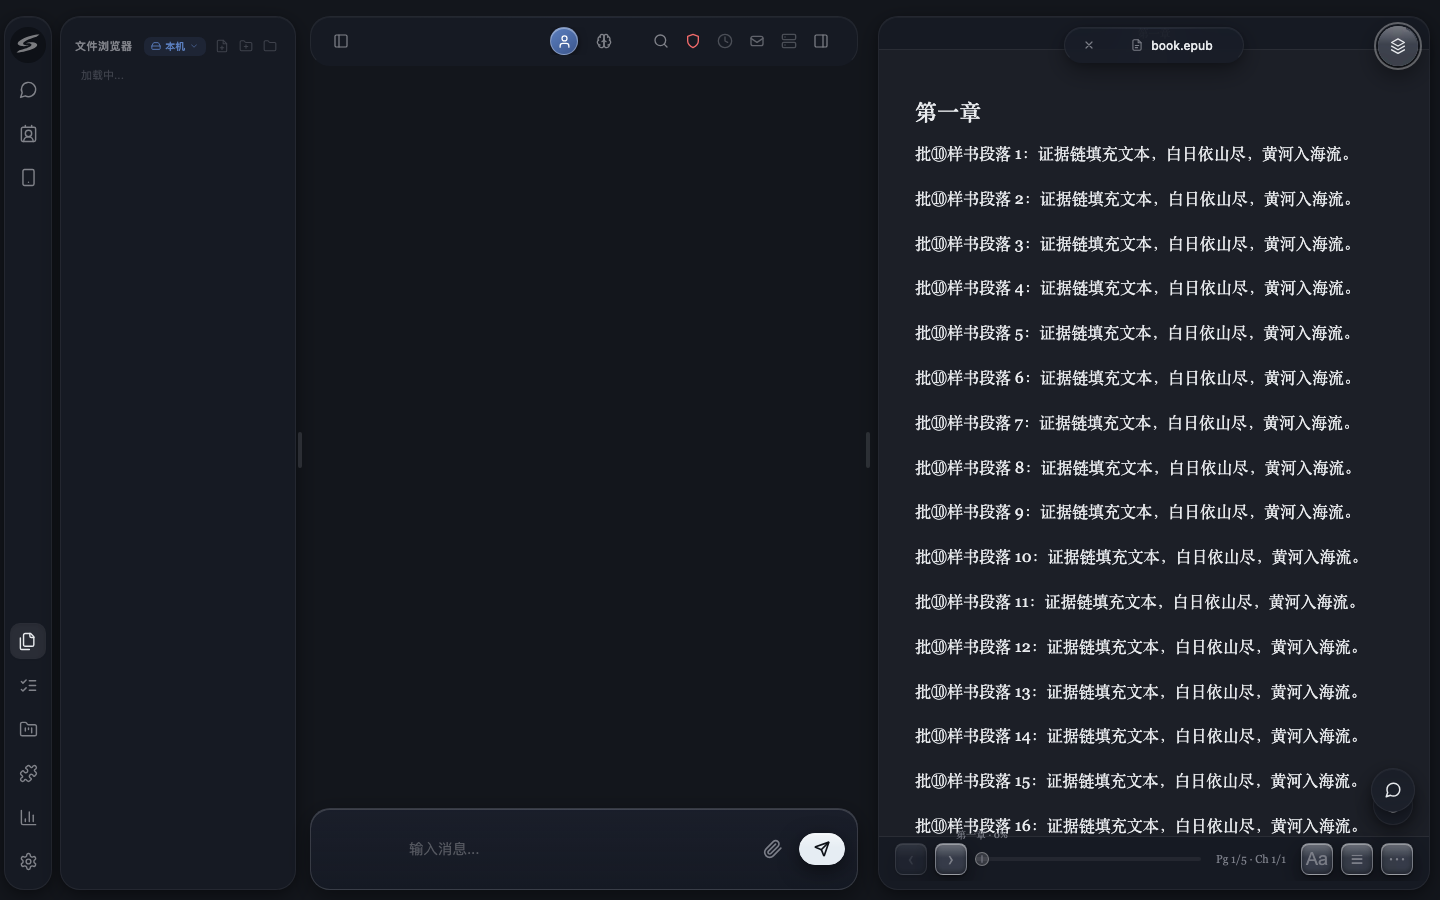 文件浏览器
本机
加载中...
输入消息...
book.epub
第一章
批⑩样书段落 1：证据链填充文本，白日依山尽，黄河入海流。
批⑩样书段落 2：证据链填充文本，白日依山尽，黄河入海流。
批⑩样书段落 3：证据链填充文本，白日依山尽，黄河入海流。
批⑩样书段落 4：证据链填充文本，白日依山尽，黄河入海流。
批⑩样书段落 5：证据链填充文本，白日依山尽，黄河入海流。
批⑩样书段落 6：证据链填充文本，白日依山尽，黄河入海流。
批⑩样书段落 7：证据链填充文本，白日依山尽，黄河入海流。
批⑩样书段落 8：证据链填充文本，白日依山尽，黄河入海流。
批⑩样书段落 9：证据链填充文本，白日依山尽，黄河入海流。
批⑩样书段落 10：证据链填充文本，白日依山尽，黄河入海流。
批⑩样书段落 11：证据链填充文本，白日依山尽，黄河入海流。
批⑩样书段落 12：证据链填充文本，白日依山尽，黄河入海流。
批⑩样书段落 13：证据链填充文本，白日依山尽，黄河入海流。
批⑩样书段落 14：证据链填充文本，白日依山尽，黄河入海流。
批⑩样书段落 15：证据链填充文本，白日依山尽，黄河入海流。
批⑩样书段落 16：证据链填充文本，白日依山尽，黄河入海流。
第一章 · 0%
Pg 1/5 · Ch 1/1
Aa